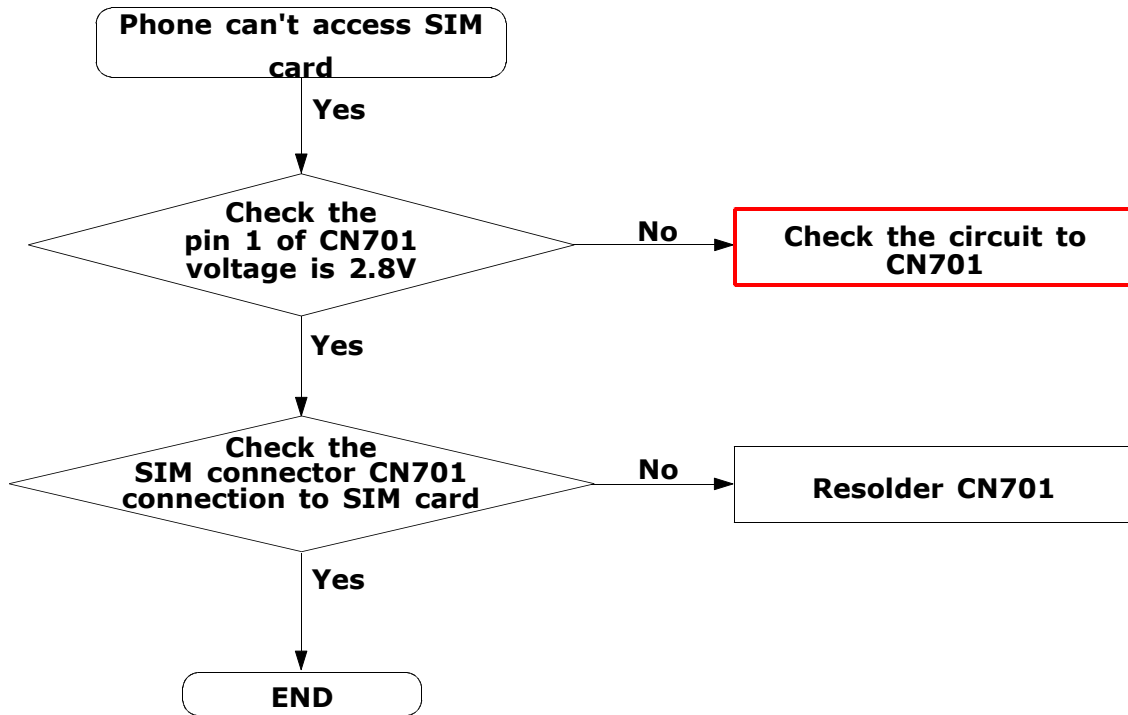 Phone can't access SIM
card
Yes
Check the
pin 1 of CN701
voltage is 2.8V
No
Check the circuit to
CN701
Yes
Check the
SIM connector CN701
connection to SIM card
No
Resolder CN701
Yes
END